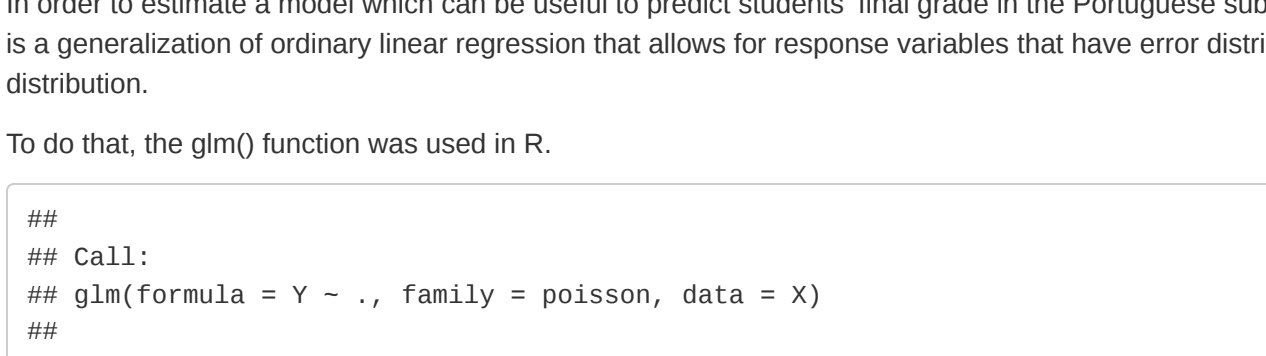 In order to estimate a model which can be useful to predict students' final grade in the Portuguese sub
is a generalization of ordinary linear regression that allows for response variables that have error distri
distribution.
To do that, the glm() function was used in R.
##
## Call:
## glm(formula = Y ~ ., family = poisson, data = X)
##